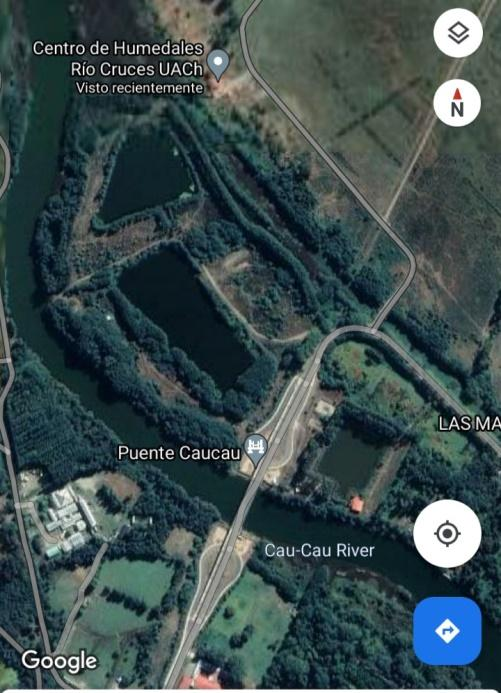 Centro de Humedales
Río Cruces UACh
Visto recientemente
N
LAS MA
Puente Caucau
Cau-Cau River
Google